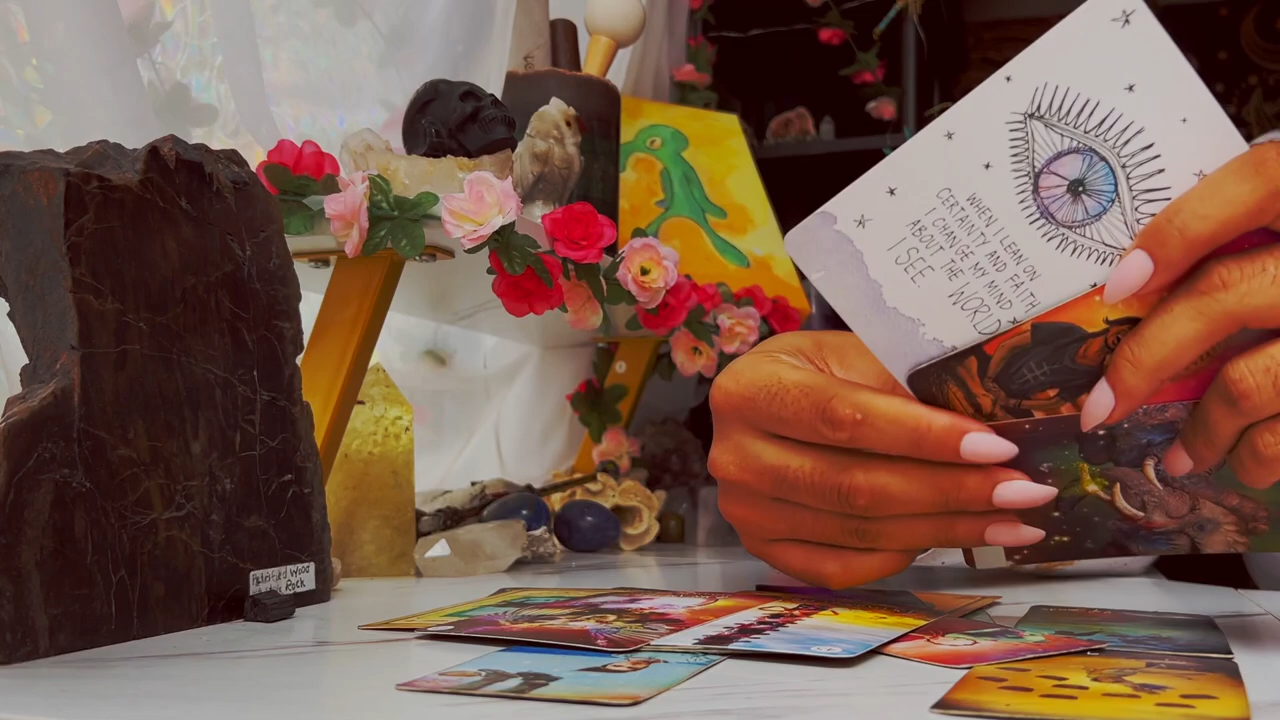 WHEN I LEAN ON
CERTAINTY AND FAITH
I CHANGE MY MIND
ABOUT THE WORLD
I SEE
Petrified Wood
Rock